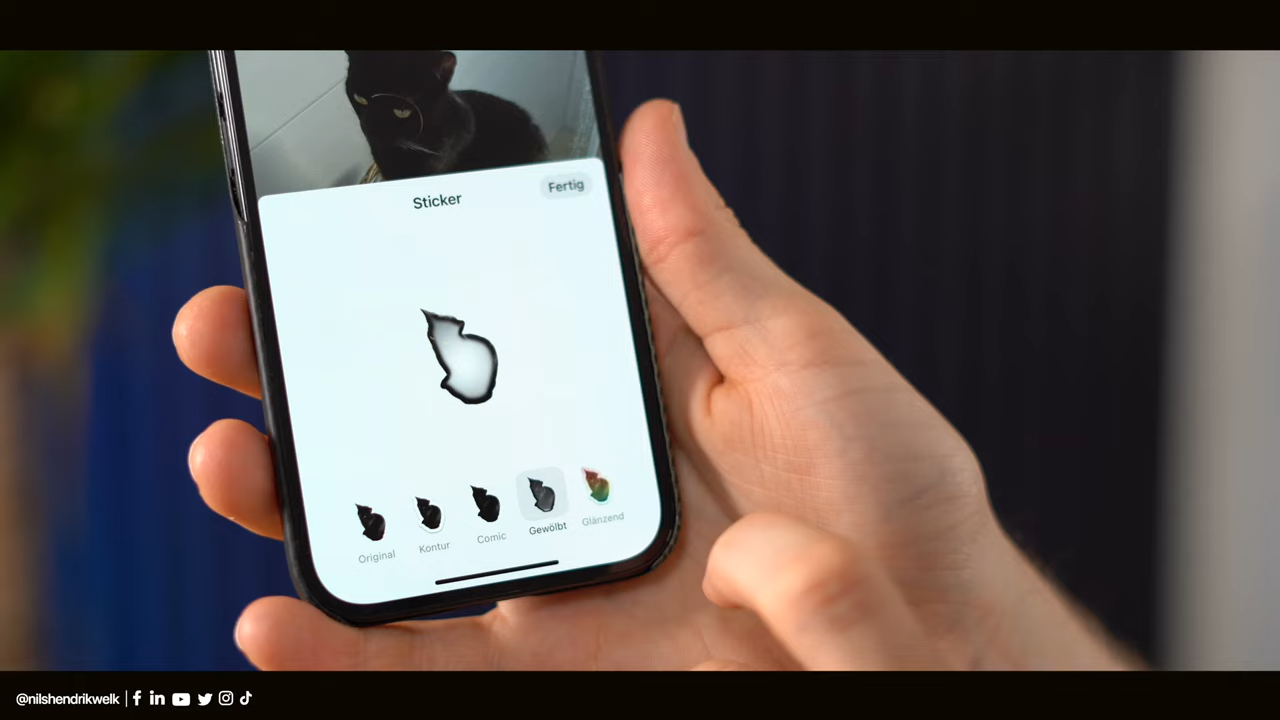 Sticker
Fertig
Original
Kontur
Comic
Gewölbt
Glänzend
@nilshendrikwelk